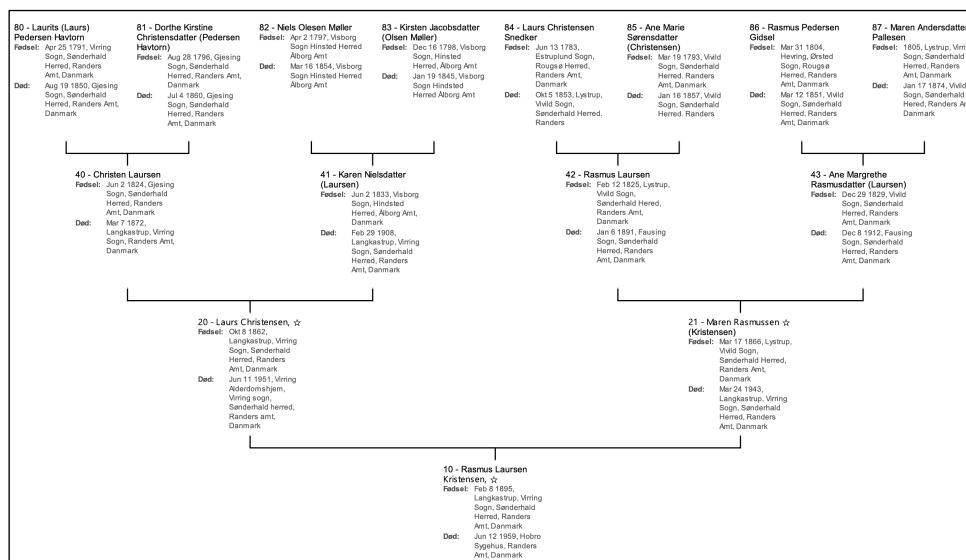 80 - Laurits (Laurs)
Pedersen Havtorn
Fødsel: Apr 25 1791, Virring
Sogn, Sønderhald
Herred, Randers
Amt, Danmark
Død: Aug 19 1850, Gjesing
Sogn, Sønderhald
Herred, Randers Amt,
Danmark
81 - Dorthe Kirstine
Christensdatter (Pedersen
Havtorn)
Fødsel: Aug 28 1796, Gjesing
Sogn, Sønderhald
Herred, Randers Amt,
Danmark
Død: Jul 4 1860, Gjesing
Sogn, Sønderhald
Herred, Randers
Amt, Danmark
82 - Niels Olesen Møller
Fødsel: Apr 2 1797, Visborg
Sogn Hinsted Herred
Ålborg Amt
Død: Mar 16 1854, Visborg
Sogn Hinsted Herred
Ålborg Amt
83 - Kirsten Jacobsdatter
(Olsen Møller)
Fødsel: Dec 16 1798, Visborg
Sogn, Hinsted
Herred, Ålborg Amt
Død: Jan 19 1845, Visborg
Sogn Hindsted
Herred Ålborg Amt
84 - Laurs Christensen
Snedker
Fødsel: Jun 13 1783,
Estruplund Sogn,
Rougsø Herred,
Randers Amt,
Danmark
Død: Okt 5 1853, Lystrup,
Vivild Sogn,
Sønderhald Herred.
Randers
85 - Ane Marie
Sørensdatter
(Christensen)
Fødsel: Mar 19 1793, Vivild
Sogn, Sønderhald
Herred. Randers
Død: Jan 16 1857, Vivild
Sogn, Sønderhald
Herred. Randers
86 - Rasmus Pedersen
Gidsel
Fødsel: Mar 31 1804,
Hevring, Ørsted
Sogn, Rougsø
Herred, Randers
Amt, Danmark
Død: Mar 12 1851, Vivild
Sogn, Sønderhald
Herred, Randers
Amt, Danmark
87 - Maren Andersdatter
Pallesen
Fødsel: 1805, Lystrup, Virri
Sogn, Sønderhald
Herred, Randers Am
Danmark
Død: Jan 17 1874, Vivild
Sogn, Sønderhald
Herred, Randers Am
Danmark
40 - Christen Laursen
Fødsel: Jun 2 1824, Gjesing
Sogn, Sønderhald
Herred, Randers
Amt, Danmark
Død: Mar 7 1872,
Langkastrup, Virring
Sogn, Randers Amt,
Danmark
41 - Karen Nielsdatter
(Laursen)
Fødsel: Jun 2 1833, Visborg
Sogn, Hindsted
Herred, Ålborg Amt,
Danmark
Død: Feb 29 1908,
Langkastrup, Virring
Sogn, Sønderhald
Herred, Randers
Amt, Danmark
42 - Rasmus Laursen
Fødsel: Feb 12 1825, Lystrup,
Vivild Sogn,
Sønderhald Hered,
Randers Amt,
Danmark
Død: Jan 6 1891, Fausing
Sogn, Sønderhald
Herred, Randers
Amt, Danmark
43 - Ane Margrethe
Rasmusdatter (Laursen)
Fødsel: Dec 29 1829, Vivild
Sogn, Sønderhald
Herred, Randers
Amt, Danmark
Død: Dec 8 1912, Fausing
Sogn, Sønderhald
Herred, Randers
Amt, Danmark
20 - Laurs Christensen, ☆
Fødsel: Okt 8 1862,
Langkastrup, Virring
Sogn, Sønderhald
Herred, Randers
Amt, Danmark
Død: Jun 11 1951, Virring
Alderdomshjem,
Virring sogn,
Sønderhald herred,
Randers amt,
Danmark
21 - Maren Rasmussen ☆
(Kristensen)
Fødsel: Mar 17 1866, Lystrup,
Vivild Sogn,
Sønderhald Herred,
Randers Amt,
Danmark
Død: Mar 24 1943,
Langkastrup, Virring
Sogn, Sønderhald
Herred, Randers
Amt, Danmark
10 - Rasmus Laursen
Kristensen, ☆
Fødsel: Feb 8 1895,
Langkastrup, Virring
Sogn, Sønderhald
Herred, Randers
Amt, Danmark
Død: Jun 12 1959, Hobro
Sygehus, Randers
Amt, Danmark